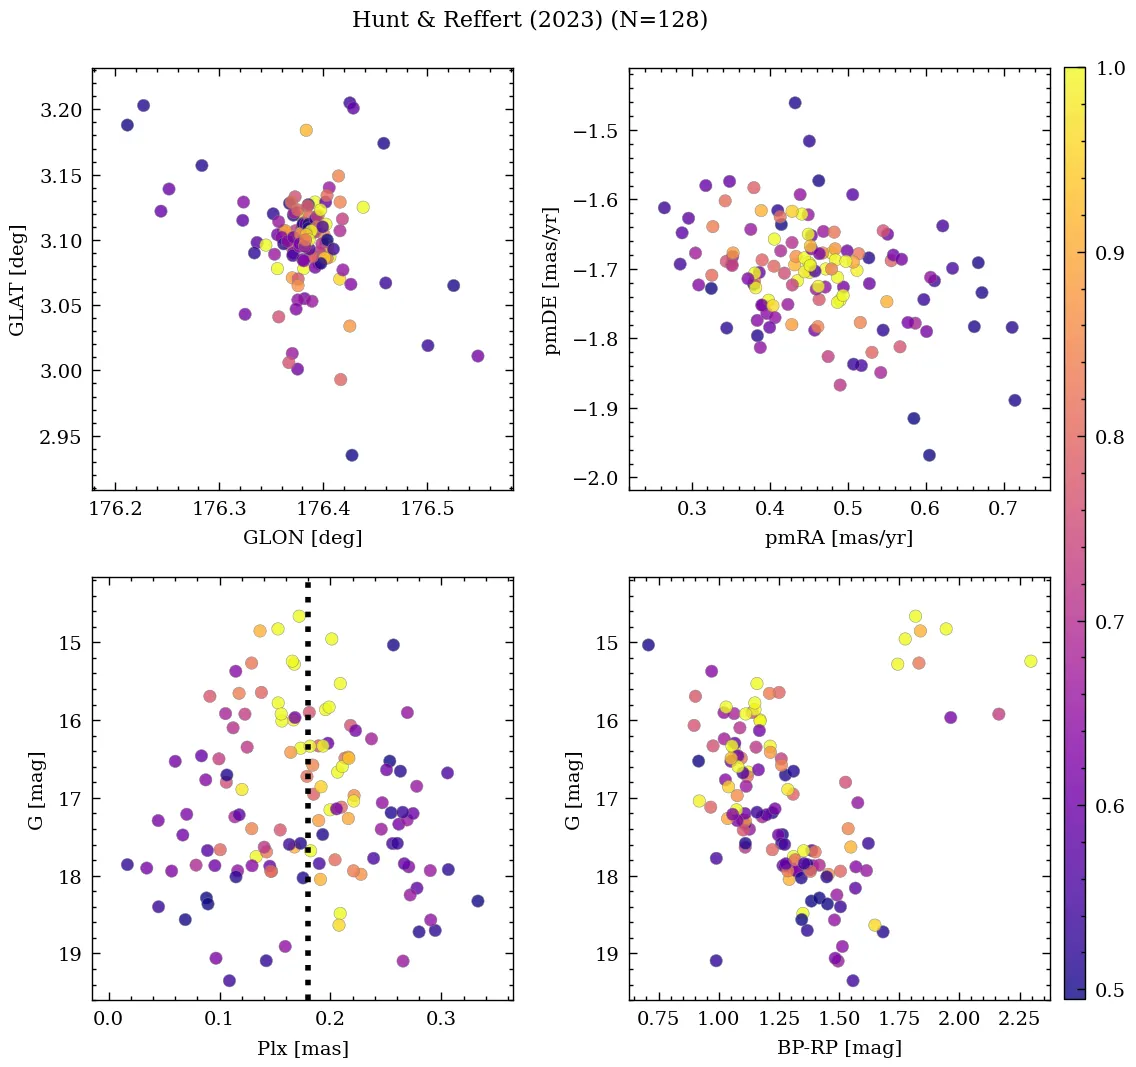 Hunt & Reffert (2023) (N=128)
3.20
3.15
3.10
3.05
3.00
2.95
GLAT [deg]
176.2 176.3 176.4 176.5
GLON [deg]
−1.5
−1.6
−1.7
−1.8
−1.9
−2.0
pmDE [mas/yr]
0.3 0.4 0.5 0.6 0.7
pmRA [mas/yr]
1.0
0.9
0.8
0.7
0.6
0.5
15
16
17
18
19
G [mag]
0.0 0.1 0.2 0.3
Plx [mas]
15
16
17
18
19
G [mag]
0.75 1.00 1.25 1.50 1.75 2.00 2.25
BP-RP [mag]